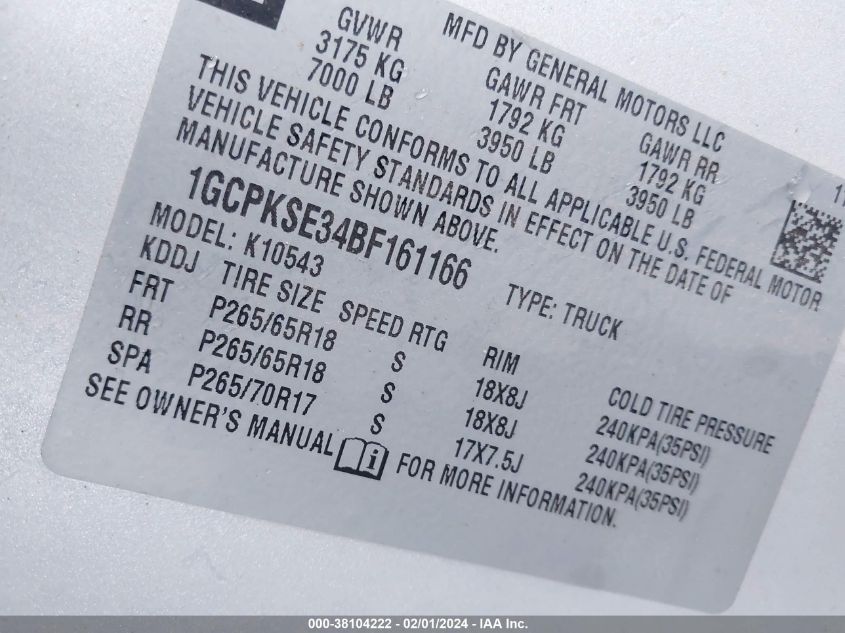 MFD BY GENERAL MOTORS LLC
GVWR GAWR FRT GAWR RR
3175 KG 1792 KG 1792 KG
7000 LB 3950 LB 3950 LB
THIS VEHICLE CONFORMS TO ALL APPLICABLE U.S. FEDERAL MOTOR
VEHICLE SAFETY STANDARDS IN EFFECT ON THE DATE OF
MANUFACTURE SHOWN ABOVE.
1GCPKSE34BF161166 TYPE: TRUCK
MODEL: K10543
KDDJ TIRE SIZE SPEED RTG RIM COLD TIRE PRESSURE
FRT P265/65R18 S 18X8J 240KPA(35PSI)
RR P265/65R18 S 18X8J 240KPA(35PSI)
SPA P265/70R17 S 17X7.5J 240KPA(35PSI)
SEE OWNER'S MANUAL i FOR MORE INFORMATION.
000-38104222 - 02/01/2024 - IAA Inc.